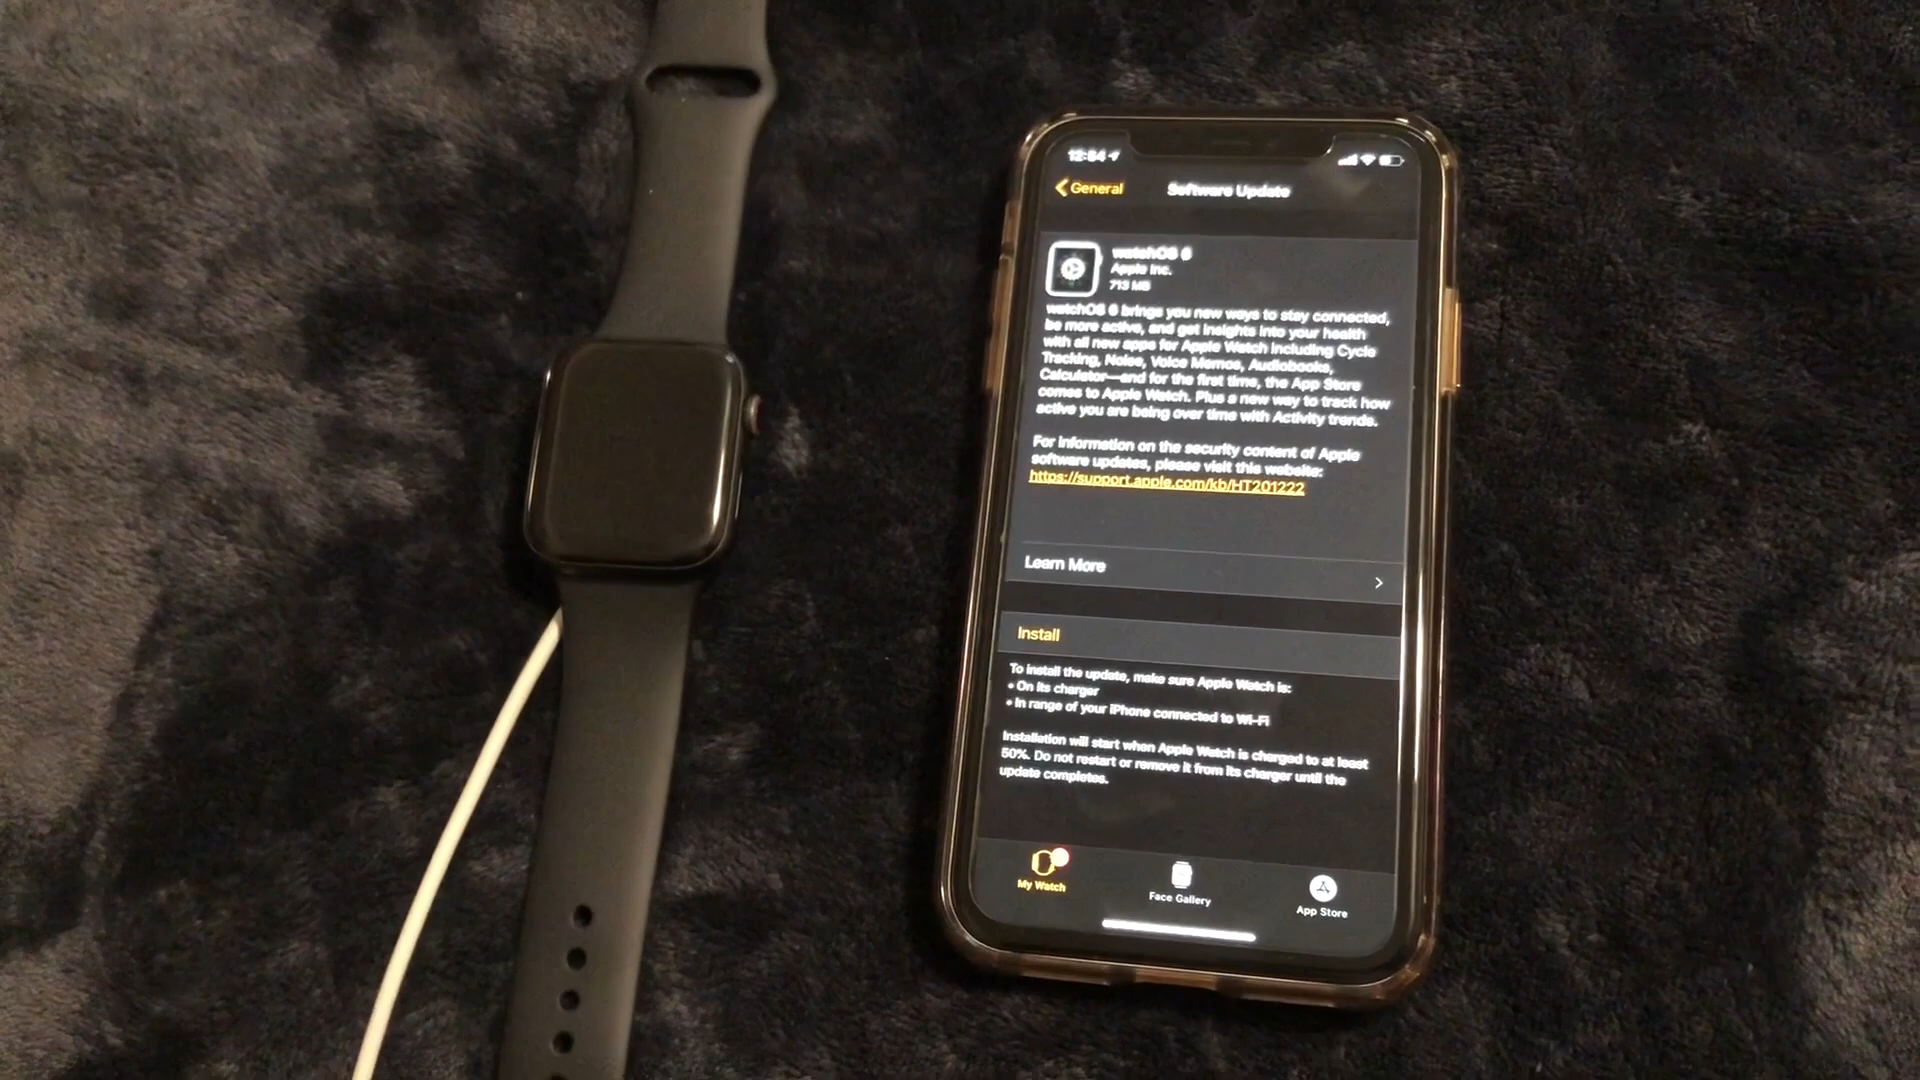 12:54
General
Software Update
watchOS 6
Apple Inc.
713 MB
watchOS 6 brings you new ways to stay connected,
be more active, and get insights into your health
with all new apps for Apple Watch including Cycle
Tracking, Noise, Voice Memos, Audiobooks,
Calculator—and for the first time, the App Store
comes to Apple Watch. Plus a new way to track how
active you are being over time with Activity trends.
For information on the security content of Apple
software updates, please visit this website:
https://support.apple.com/kb/HT201222
Learn More
Install
To install the update, make sure Apple Watch is:
• On its charger
• In range of your iPhone connected to Wi-Fi
Installation will start when Apple Watch is charged to at least
50%. Do not restart or remove it from its charger until the
update completes.
My Watch
Face Gallery
App Store